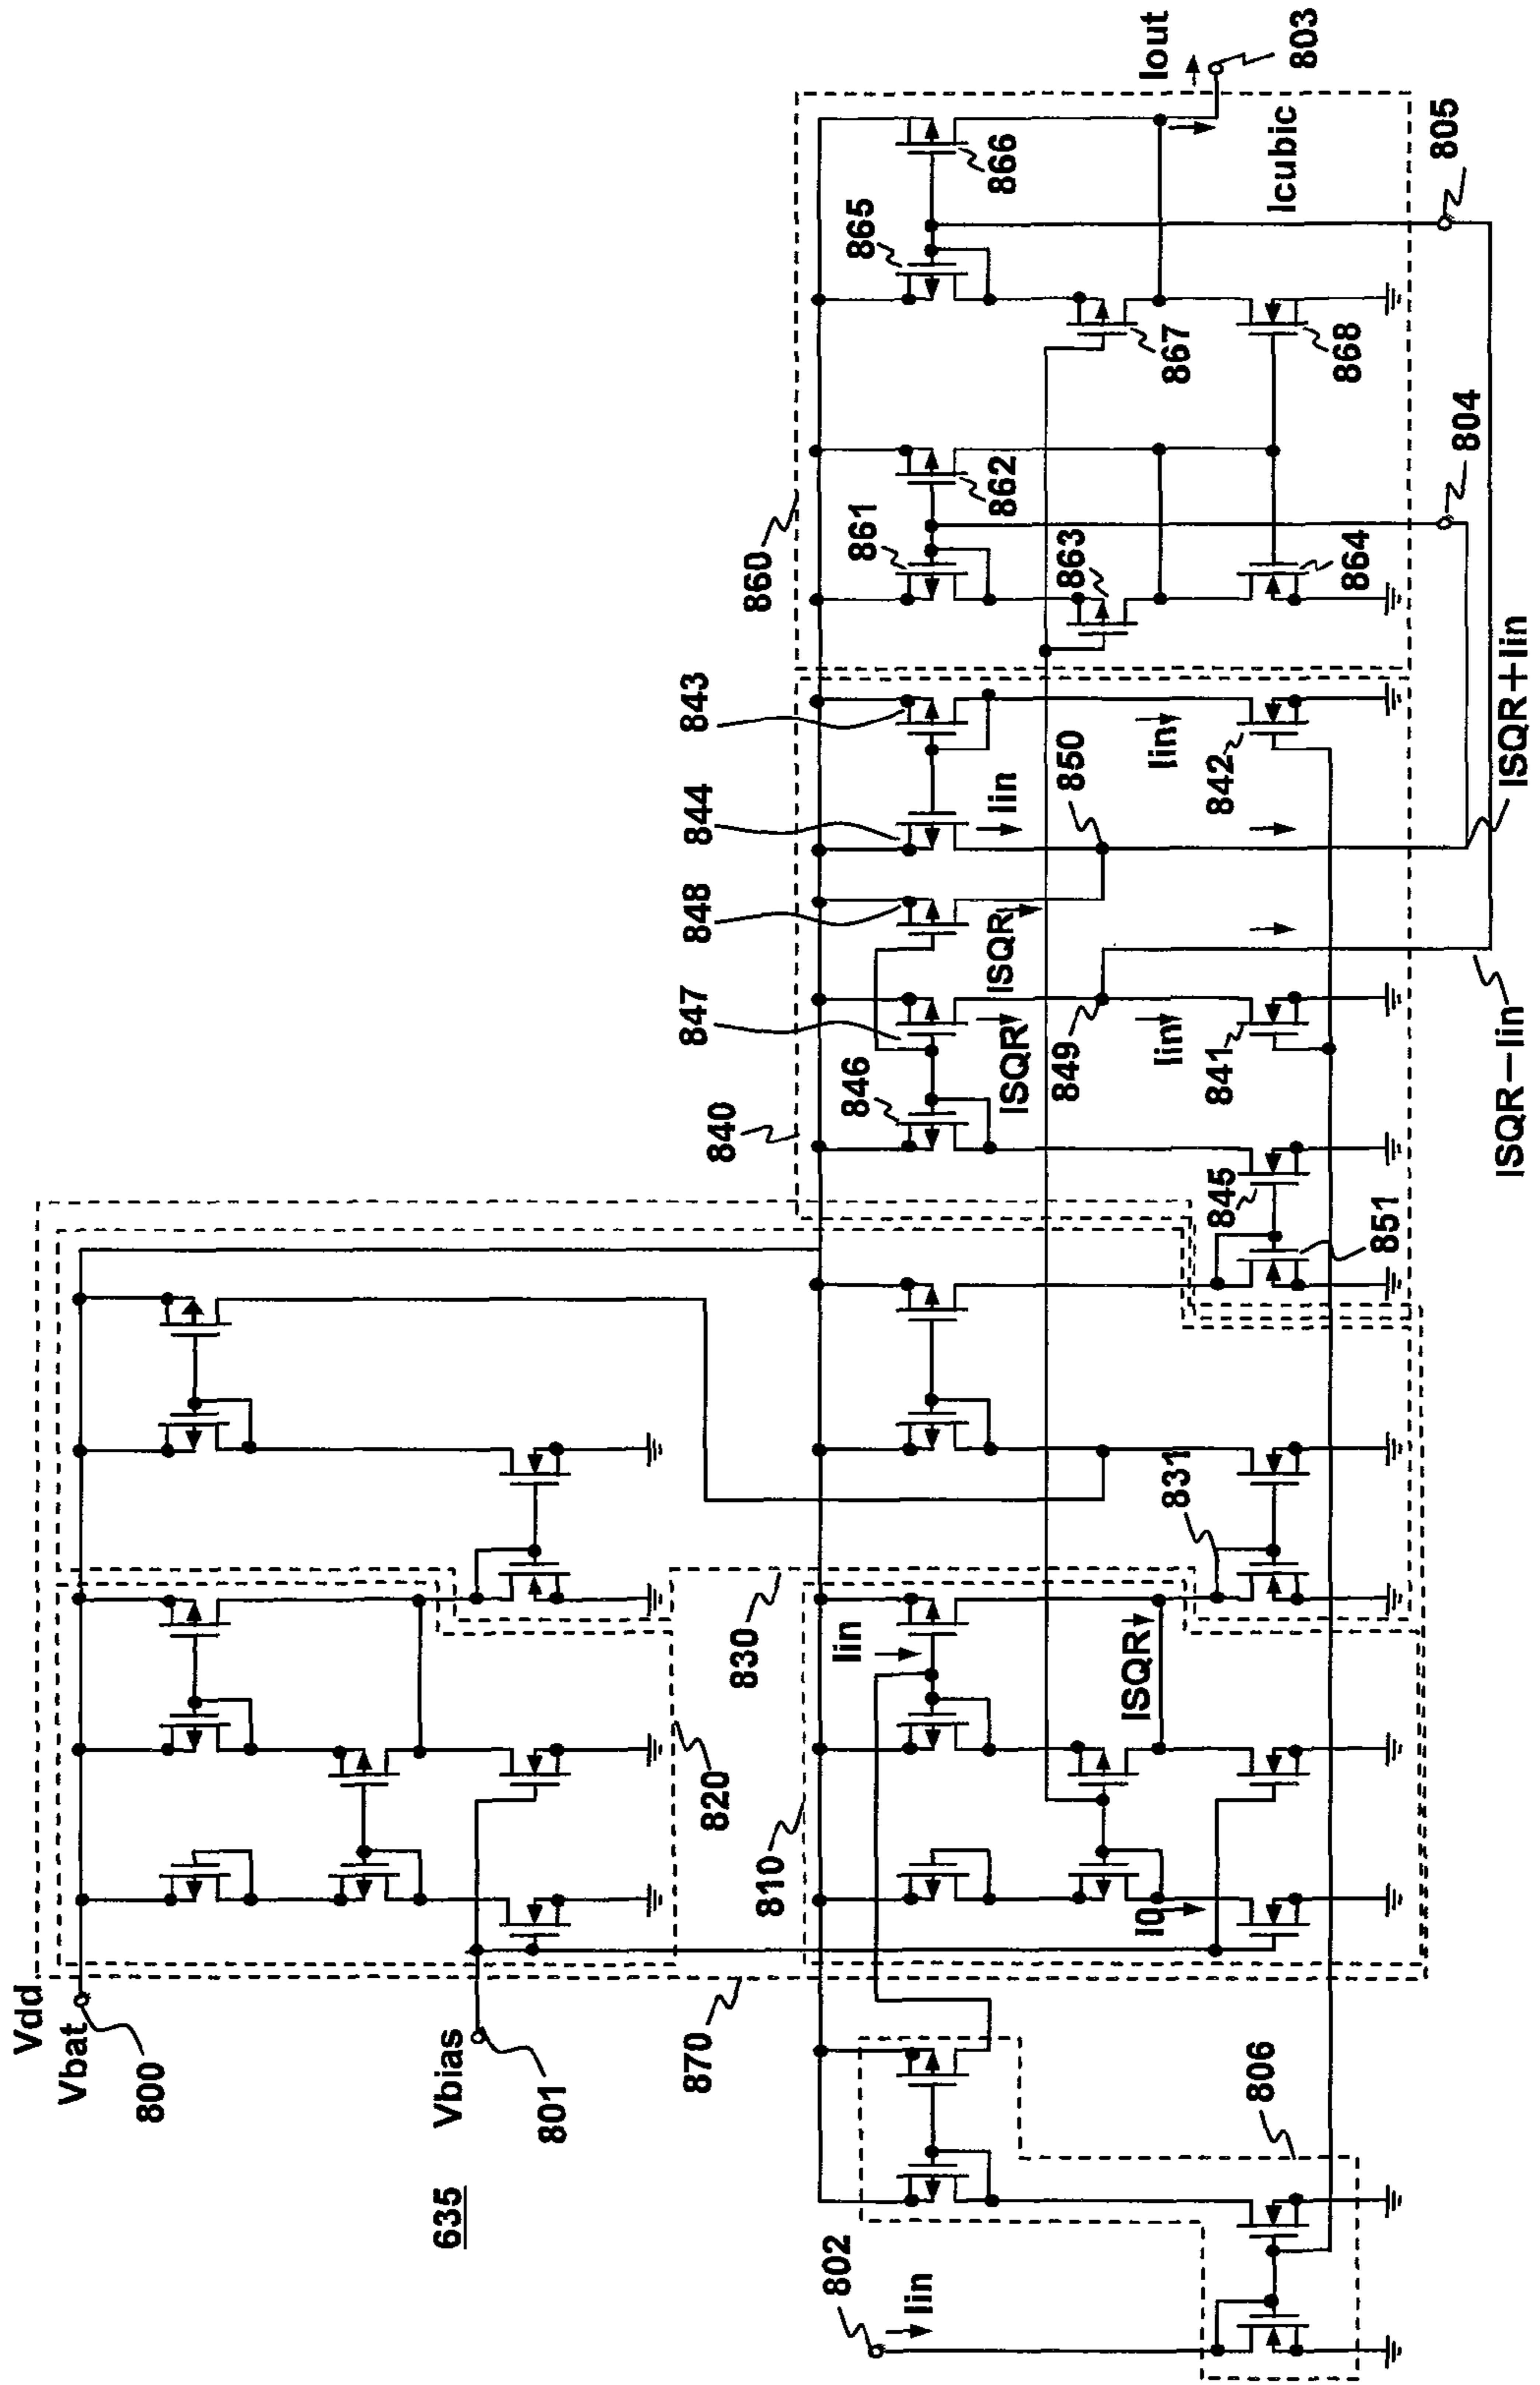 635
Vdd
Vbat
800
Vbias
801
820
870
830
810
Iin
ISQR
I0
831
806
802
Iin
840
846
847
848
844
843
ISQR
ISQR
Iin
849
850
Iin
Iin
841
842
845
851
860
861
862
863
864
865
866
867
868
Icubic
Iout
803
804
805
ISQR+Iin
ISQR−Iin